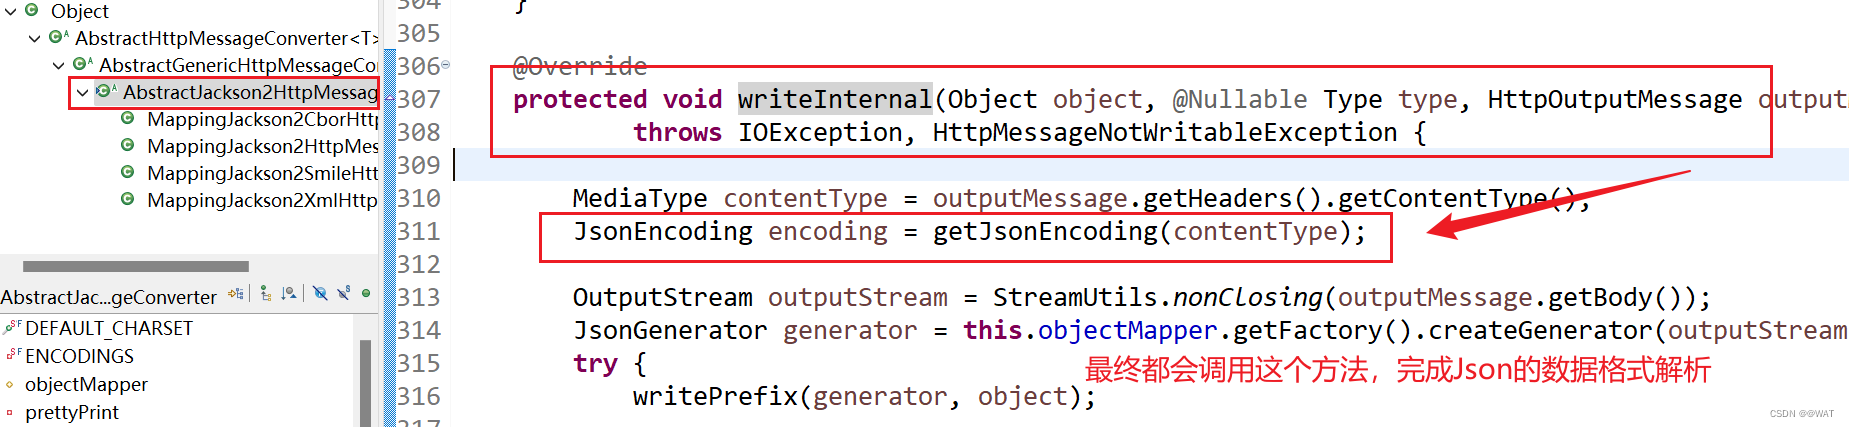 Object
AbstractHttpMessageConverter<T>
AbstractGenericHttpMessageCo
AbstractJackson2HttpMessag
MappingJackson2CborHttp
MappingJackson2HttpMes
MappingJackson2SmileHtt
MappingJackson2XmlHttp
AbstractJac...geConverter
DEFAULT_CHARSET
ENCODINGS
objectMapper
prettyPrint
304 }
305
306 @Override
307 protected void writeInternal(Object object, @Nullable Type type, HttpOutputMessage outputM
308 throws IOException, HttpMessageNotWritableException {
309
310 MediaType contentType = outputMessage.getHeaders().getContentType();
311 JsonEncoding encoding = getJsonEncoding(contentType);
312
313 OutputStream outputStream = StreamUtils.nonClosing(outputMessage.getBody());
314 JsonGenerator generator = this.objectMapper.getFactory().createGenerator(outputStream
315 try {
最终都会调用这个方法，完成Json的数据格式解析
316 writePrefix(generator, object);
317
CSDN @@WAT